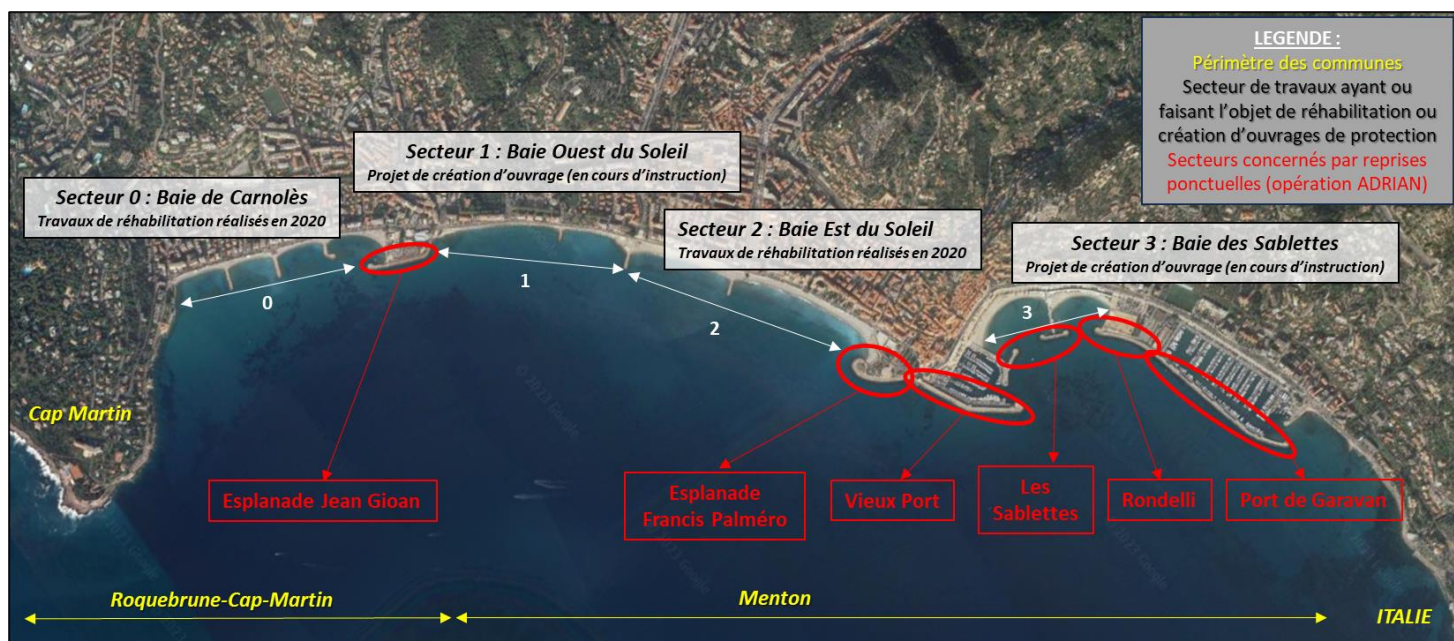 LEGENDE :
Périmètre des communes
Secteur de travaux ayant ou
faisant l'objet de réhabilitation ou
création d'ouvrages de protection
Secteurs concernés par reprises
ponctuelles (opération ADRIAN)
Secteur 1 : Baie Ouest du Soleil
Projet de création d'ouvrage (en cours d'instruction)
Secteur 0 : Baie de Carnolès
Travaux de réhabilitation réalisés en 2020
Secteur 2 : Baie Est du Soleil
Travaux de réhabilitation réalisés en 2020
Secteur 3 : Baie des Sablettes
Projet de création d'ouvrage (en cours d'instruction)
0
1
2
3
Cap Martin
Esplanade Jean Gioan
Esplanade
Francis Palméro
Vieux Port
Les
Sablettes
Rondelli
Port de Garavan
© 2023 Google
Roquebrune-Cap-Martin
Menton
ITALIE